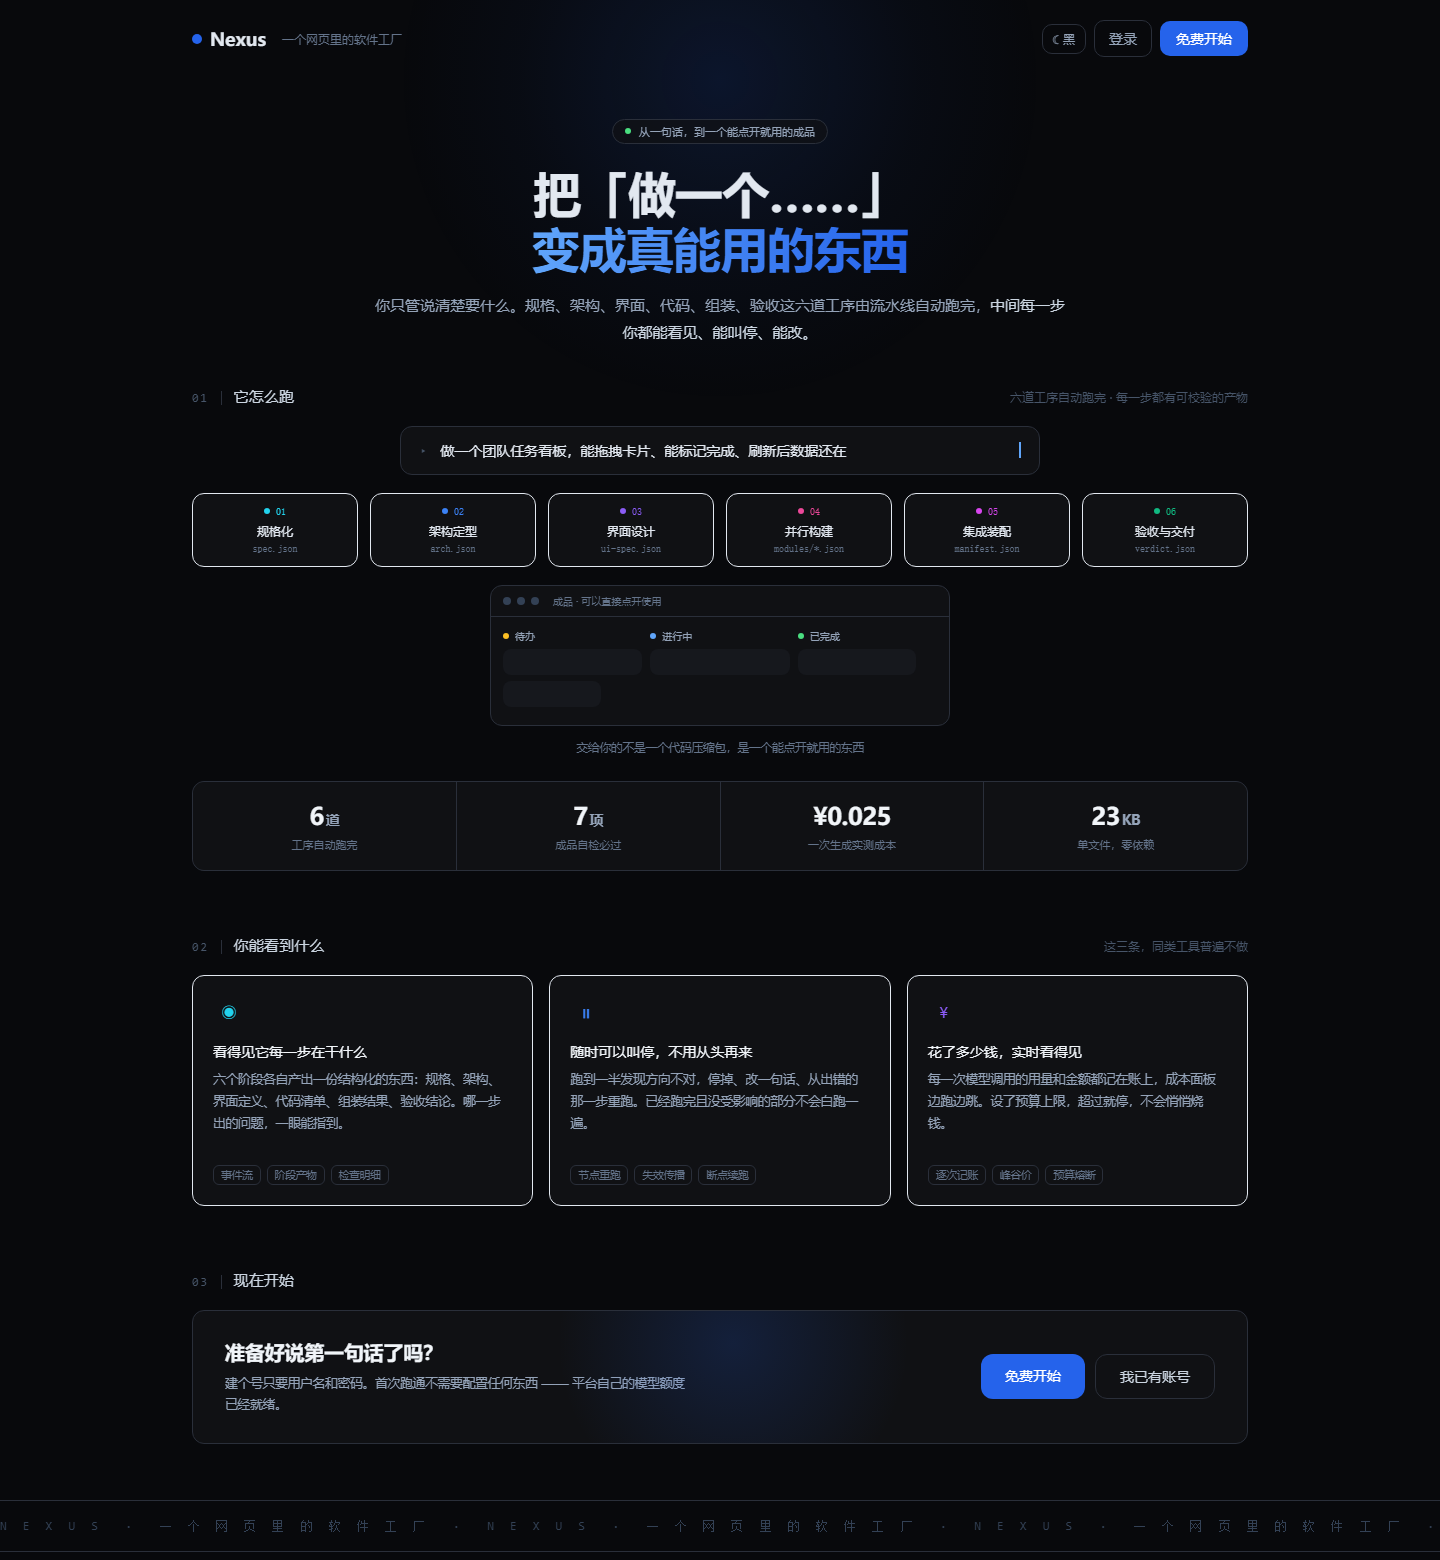 Nexus 一个网页里的软件工厂
☾黑 登录 免费开始
从一句话，到一个能点开就用的成品
把「做一个……」
变成真能用的东西
你只管说清楚要什么。规格、架构、界面、代码、组装、验收这六道工序由流水线自动跑完，中间每一步
你都能看见、能叫停、能改。
01 它怎么跑 六道工序自动跑完 · 每一步都有可校验的产物
做一个团队任务看板，能拖拽卡片、能标记完成、刷新后数据还在
01
规格化
spec.json
02
架构定型
arch.json
03
界面设计
ui-spec.json
04
并行构建
modules/*.json
05
集成装配
manifest.json
06
验收与交付
verdict.json
成品 · 可以直接点开使用
待办 进行中 已完成
交给你的不是一个代码压缩包，是一个能点开就用的东西
6道
工序自动跑完
7项
成品自检必过
¥0.025
一次生成实测成本
23KB
单文件，零依赖
02 你能看到什么 这三条，同类工具普遍不做
◉
看得见它每一步在干什么
六个阶段各自产出一份结构化的东西：规格、架构、
界面定义、代码清单、组装结果、验收结论。哪一步
出的问题，一眼能指到。
事件流 阶段产物 检查明细
⏸
随时可以叫停，不用从头再来
跑到一半发现方向不对，停掉、改一句话、从出错的
那一步重跑。已经跑完且没受影响的部分不会白跑一
遍。
节点重跑 失效传播 断点续跑
¥
花了多少钱，实时看得见
每一次模型调用的用量和金额都记在账上，成本面板
边跑边跳。设了预算上限，超过就停，不会悄悄烧
钱。
逐次记账 峰谷价 预算熔断
03 现在开始
准备好说第一句话了吗？
建个号只要用户名和密码。首次跑通不需要配置任何东西 —— 平台自己的模型额度
已经就绪。
免费开始 我已有账号
NEXUS · 一个网页里的软件工厂 · NEXUS · 一个网页里的软件工厂 · NEXUS · 一个网页里的软件工厂 ·